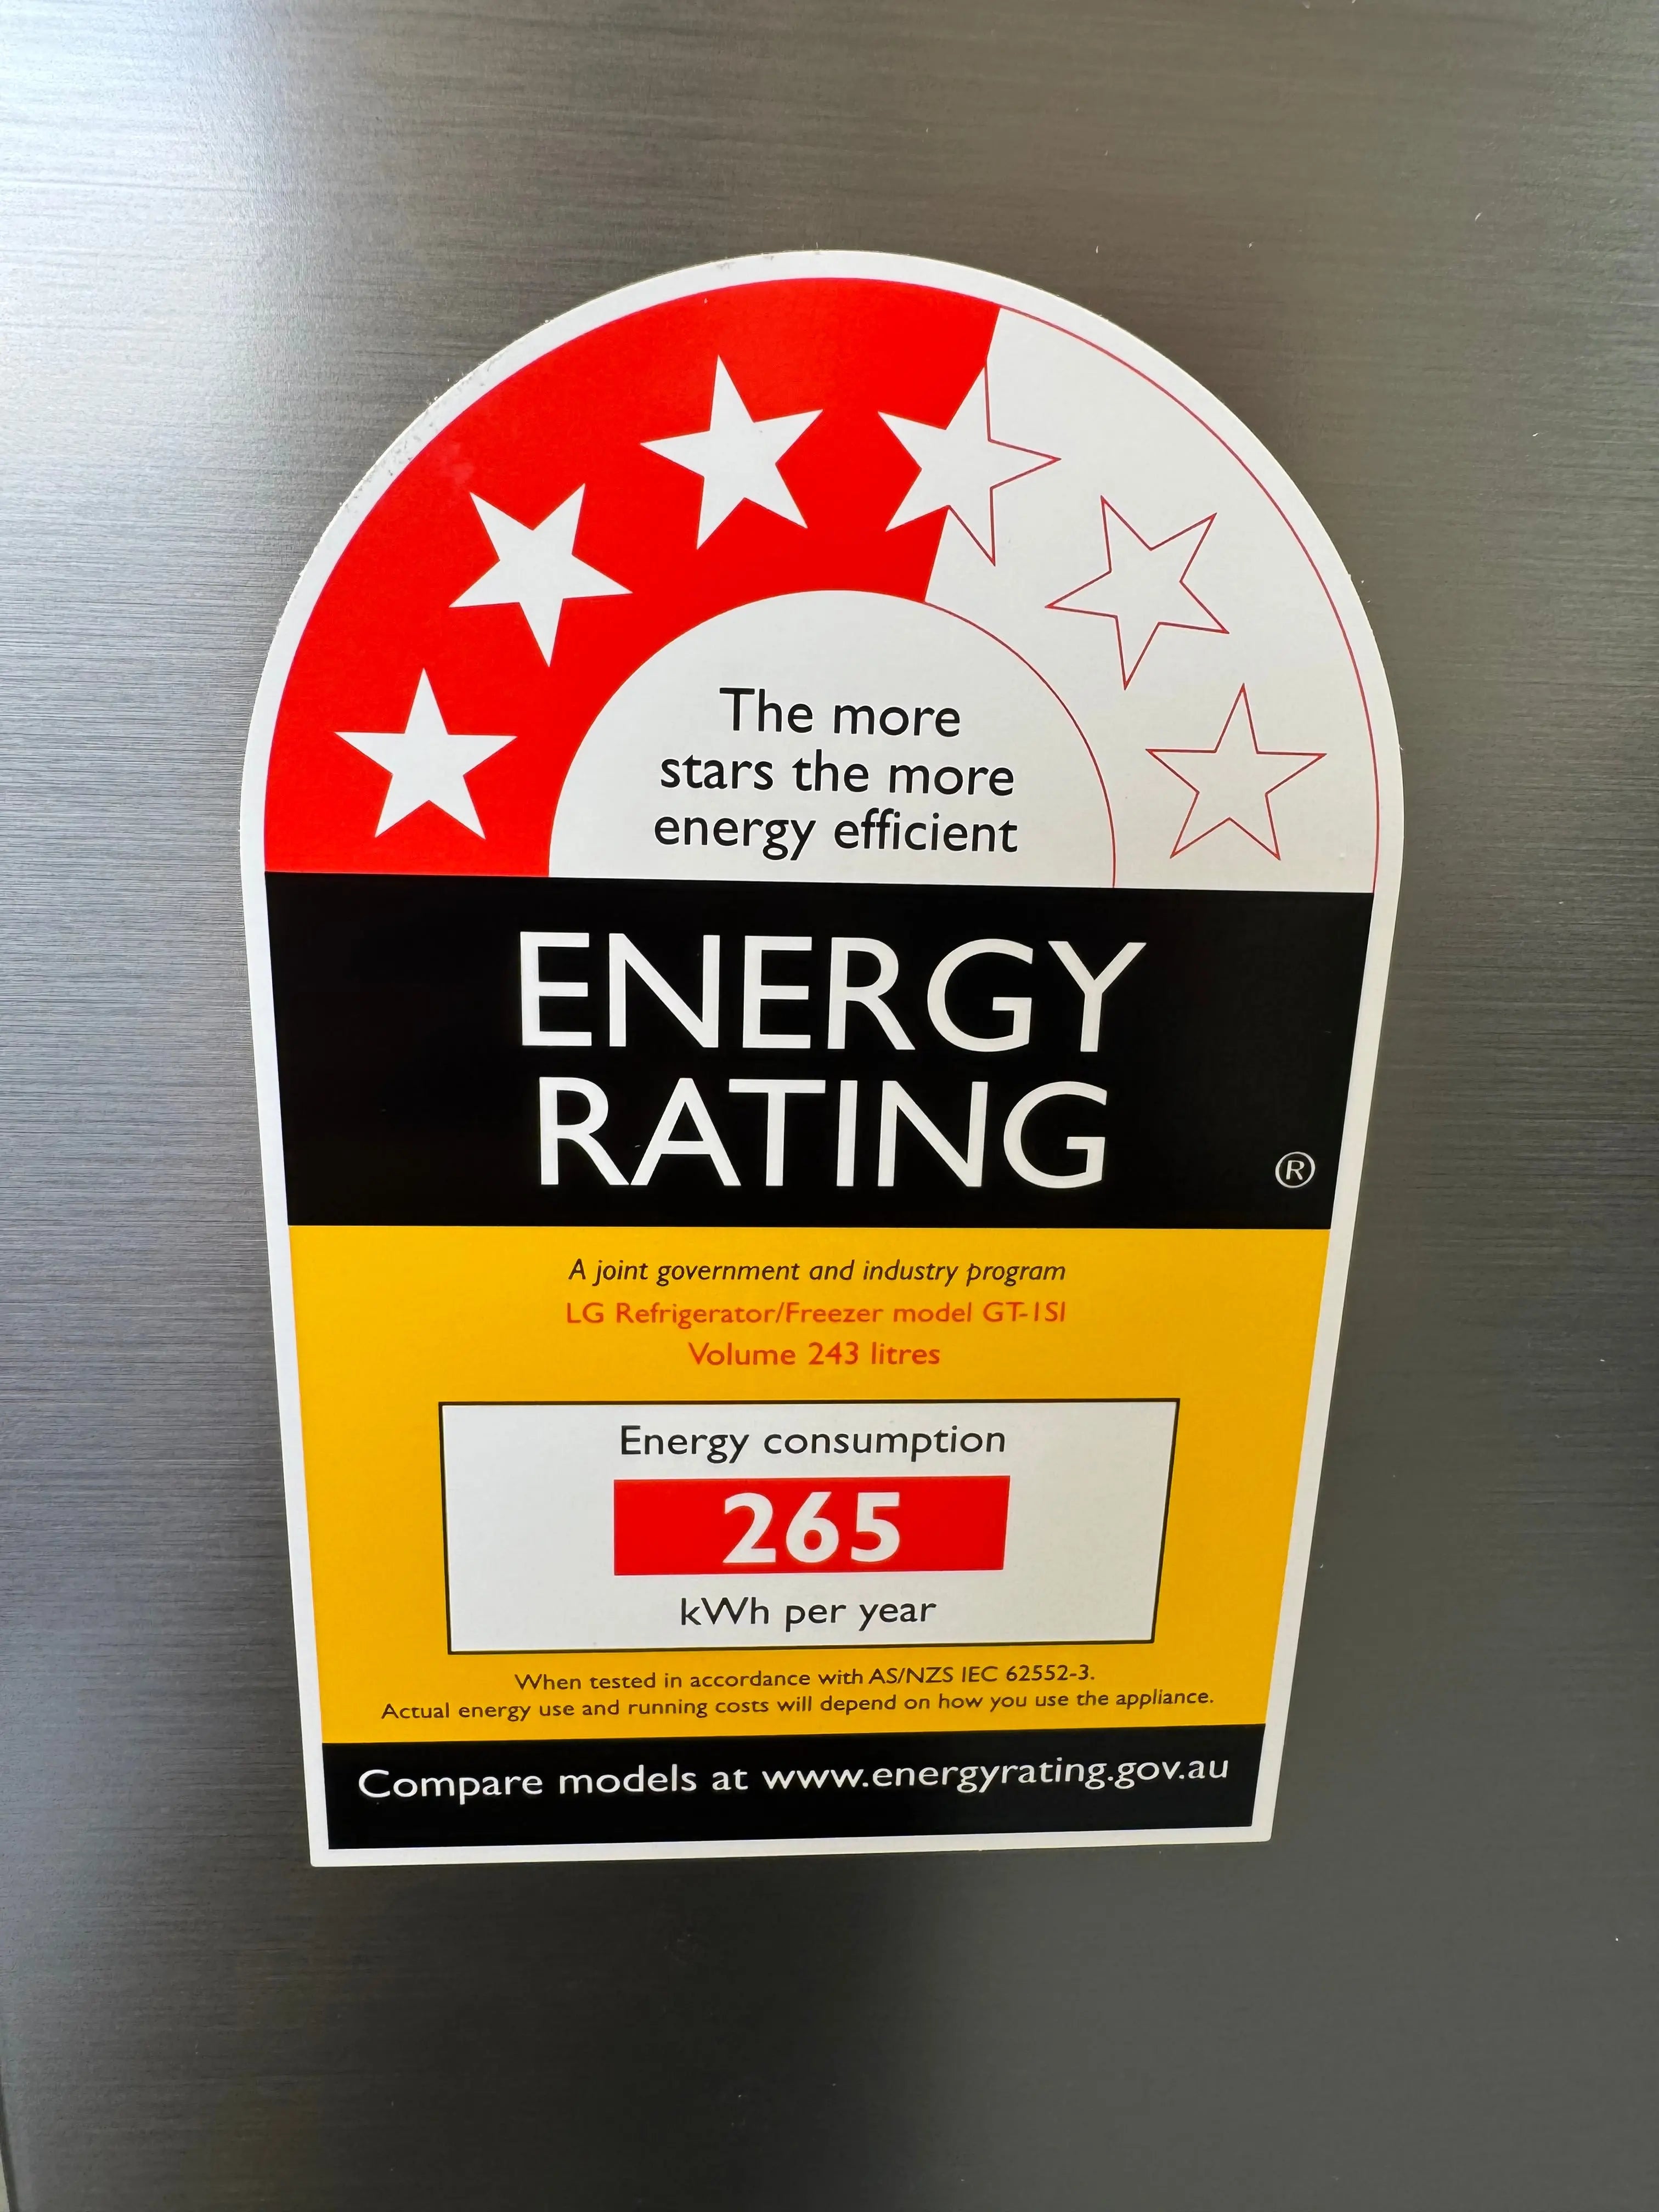 The more
stars the more
energy efficient
ENERGY
RATING
®
A joint government and industry program
LG Refrigerator/Freezer model GT-1SI
Volume 243 litres
Energy consumption
265
kWh per year
When tested in accordance with AS/NZS IEC 62552-3.
Actual energy use and running costs will depend on how you use the appliance.
Compare models at www.energyrating.gov.au